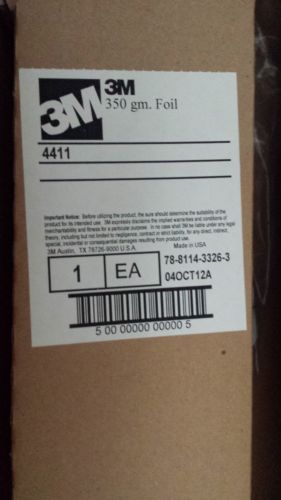 3M 3M
350 gm. Foil
4411
Important Notice: Before utilizing the product, the user should determine the suitability of the
product for its intended use. 3M expressly disclaims the implied warranties and conditions of
merchantability and fitness for a particular purpose. In no case shall 3M be liable under any legal
theory, including but not limited to negligence, contract or strict liability, for any direct, indirect,
special, incidental or consequential damages resulting from product use.
3M Austin, TX 78726-9000 U.S.A. Made in USA
1 EA 78-8114-3326-3
04OCT12A
5 00 00000 00000 5